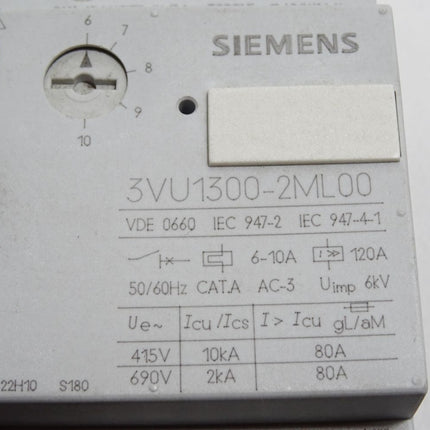 6
7
8
9
10
SIEMENS
3VU1300-2ML00
VDE 0660 IEC 947-2 IEC 947-4-1
6-10A I>> 120A
50/60Hz CAT.A AC-3 Uimp 6kV
Ue~ Icu/Ics I> Icu gL/aM
415V 10kA 80A
690V 2kA 80A
22H10 S180